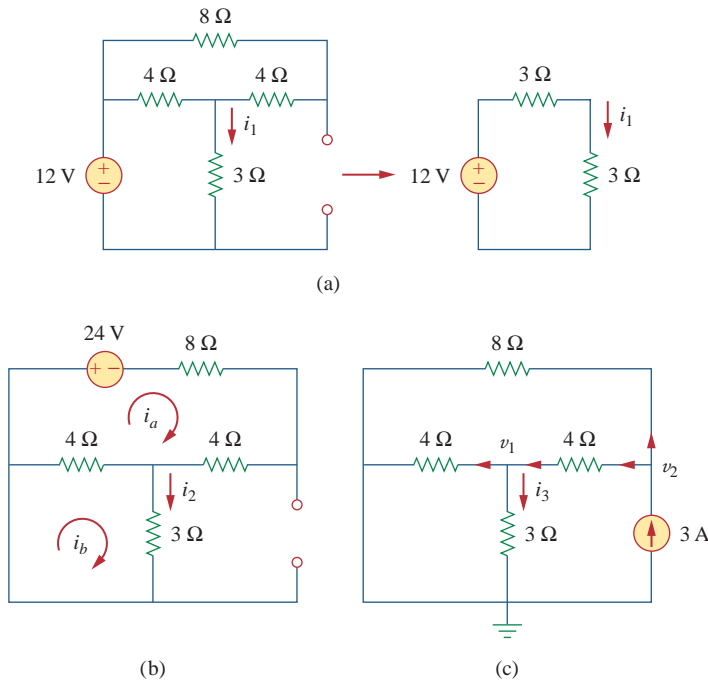 8 Ω
4 Ω 4 Ω 3 Ω
i1 i1
12 V + − 3 Ω 12 V + − 3 Ω
(a)
24 V
+ − 8 Ω 8 Ω
ia
4 Ω 4 Ω 4 Ω v1 4 Ω
i2 i3 v2
ib 3 Ω 3 Ω 3 A
(b) (c)